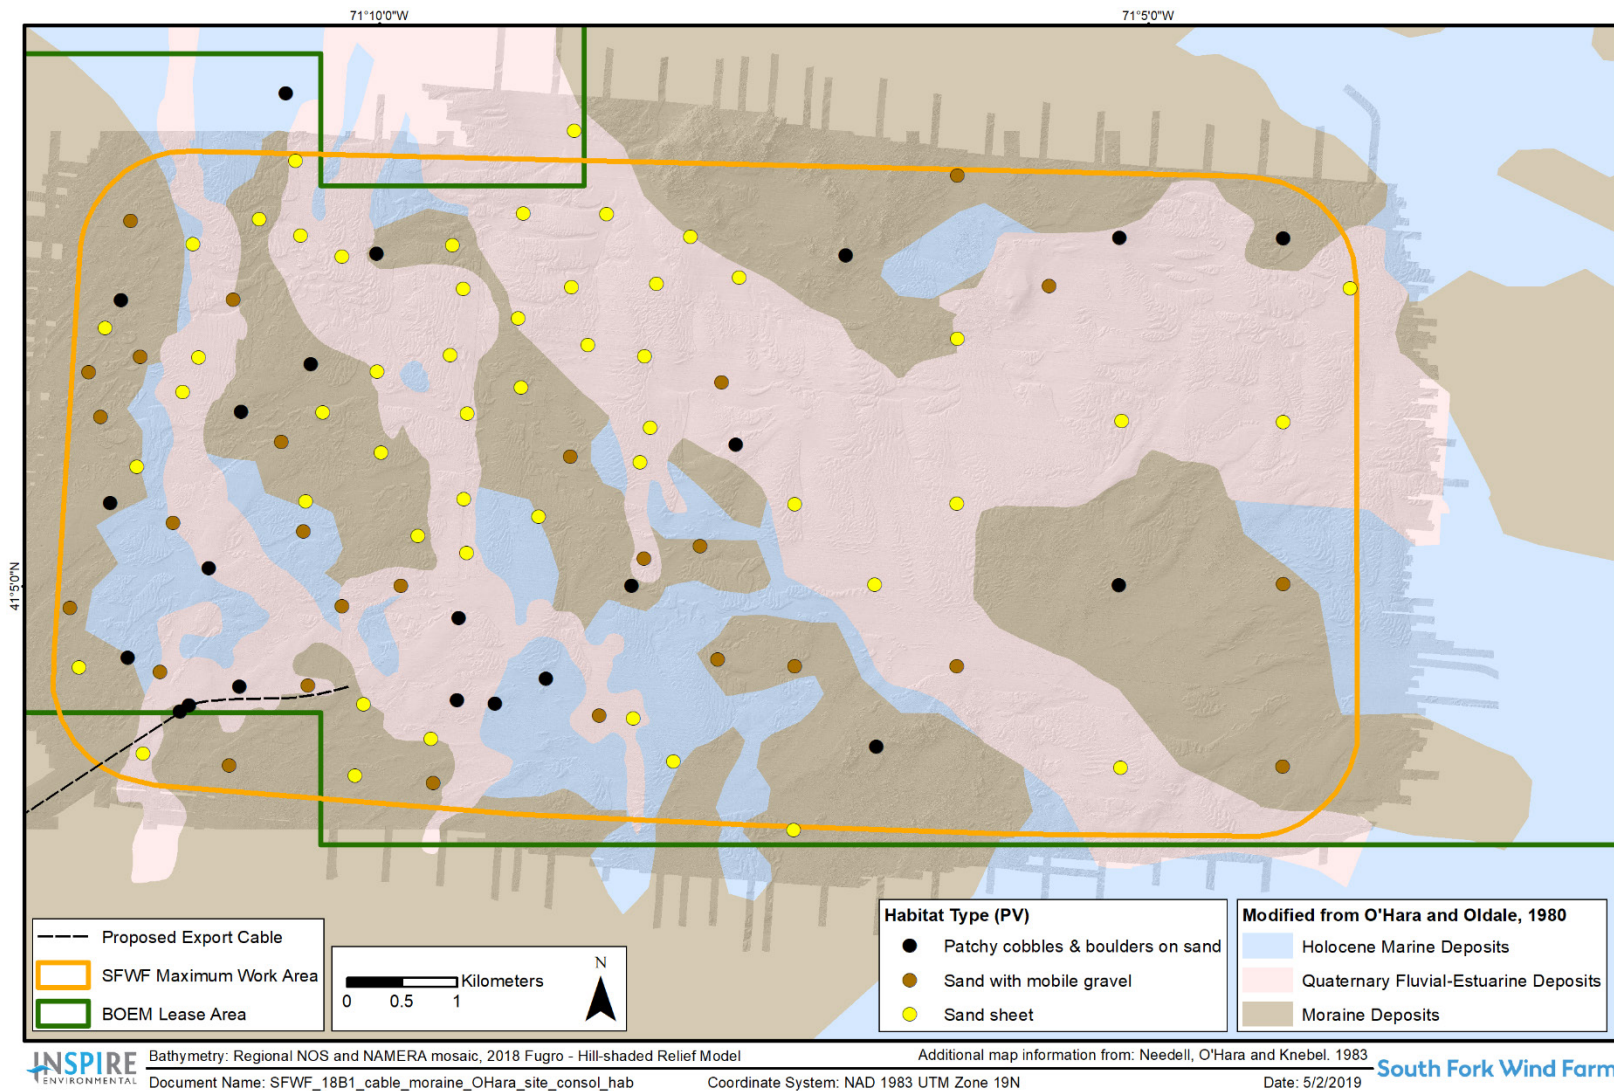 71°10'0"W
71°5'0"W
41°5'0"N
Proposed Export Cable
SFWF Maximum Work Area
BOEM Lease Area
0 0.5 1 Kilometers
N
Habitat Type (PV)
Patchy cobbles & boulders on sand
Sand with mobile gravel
Sand sheet
Modified from O'Hara and Oldale, 1980
Holocene Marine Deposits
Quaternary Fluvial-Estuarine Deposits
Moraine Deposits
INSPIRE
ENVIRONMENTAL
Bathymetry: Regional NOS and NAMERA mosaic, 2018 Fugro - Hill-shaded Relief Model
Additional map information from: Needell, O'Hara and Knebel. 1983
South Fork Wind Farm
Document Name: SFWF_18B1_cable_moraine_OHara_site_consol_hab
Coordinate System: NAD 1983 UTM Zone 19N
Date: 5/2/2019